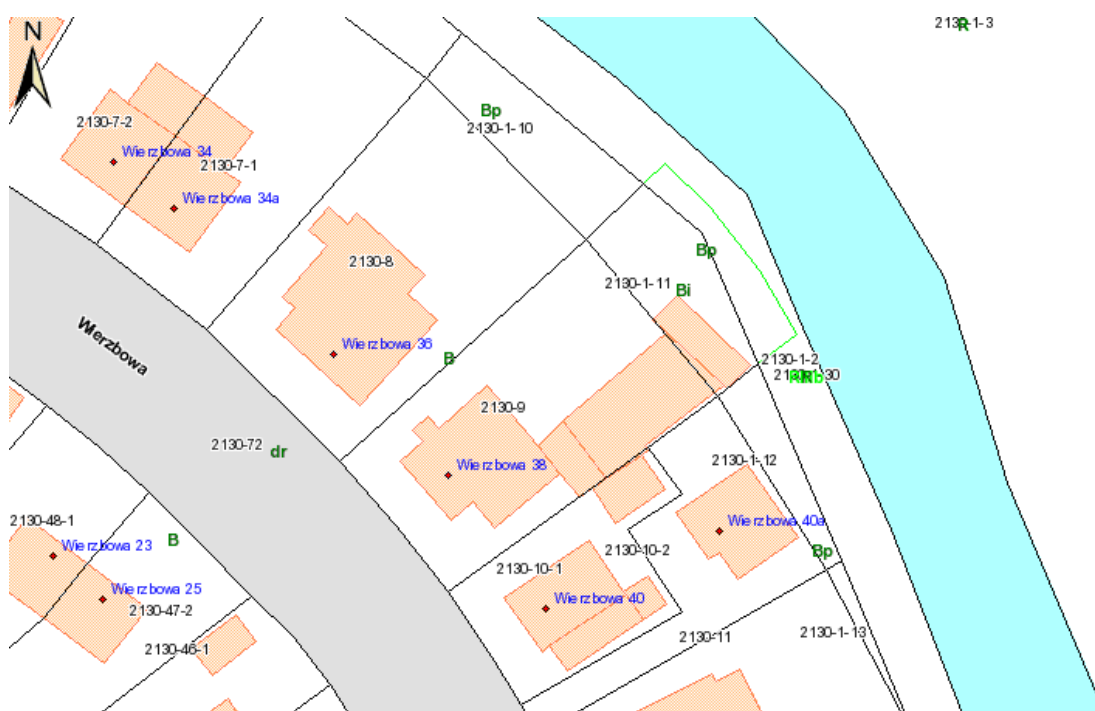 N
2130-1-3
R
Bp
2130-1-10
2130-7-2
Wierzbowa 34
2130-7-1
Wierzbowa 34a
2130-8
Bp
2130-1-11
Bi
Wierzbowa
Wierzbowa 36
B
2130-1-2
2130-9
2130-72
dr
Wierzbowa 38
2130-1-12
2130-48-1
Wierzbowa 40a
B
Wierzbowa 23
2130-10-2
Bp
2130-10-1
Wierzbowa 25
Wierzbowa 40
2130-47-2
2130-11
2130-1-13
2130-46-1